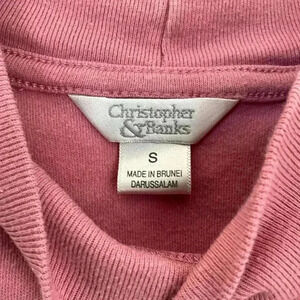 Christopher
& Banks
S
MADE IN BRUNEI
DARUSSALAM